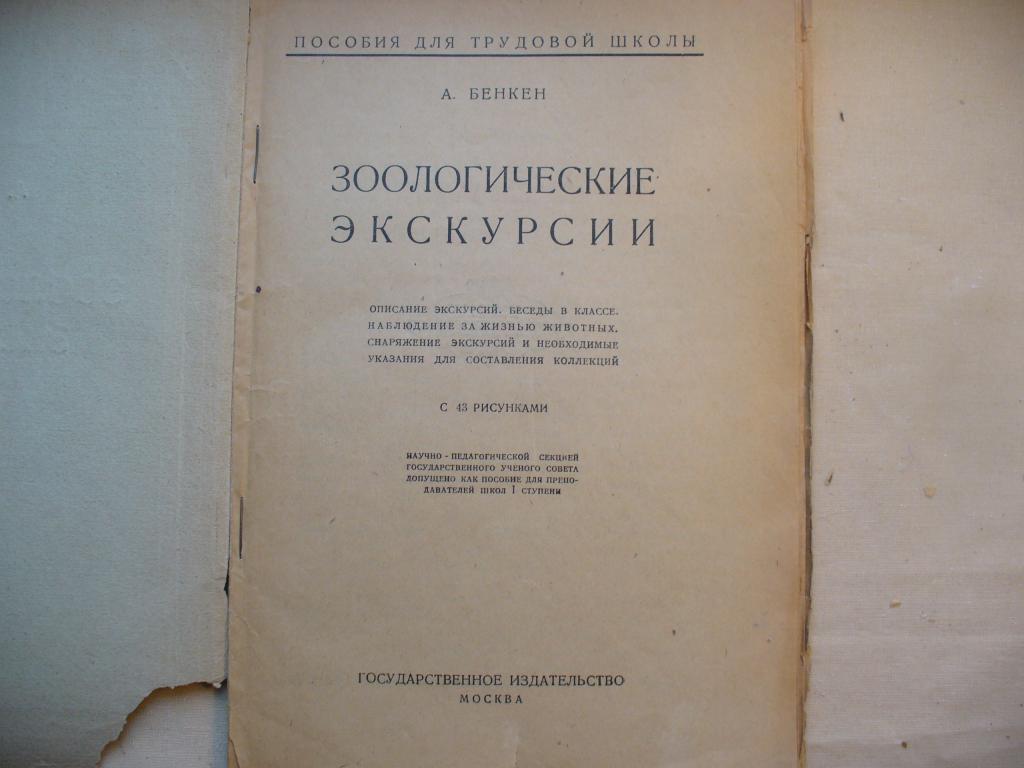 ПОСОБИЯ ДЛЯ ТРУДОВОЙ ШКОЛЫ
А. БЕНКЕН
ЗООЛОГИЧЕСКИЕ
ЭКСКУРСИИ
ОПИСАНИЕ ЭКСКУРСИЙ. БЕСЕДЫ В КЛАССЕ.
НАБЛЮДЕНИЕ ЗА ЖИЗНЬЮ ЖИВОТНЫХ.
СНАРЯЖЕНИЕ ЭКСКУРСИЙ И НЕОБХОДИМЫЕ
УКАЗАНИЯ ДЛЯ СОСТАВЛЕНИЯ КОЛЛЕКЦИЙ
С 43 РИСУНКАМИ
НАУЧНО-ПЕДАГОГИЧЕСКОЙ СЕКЦИЕЙ
ГОСУДАРСТВЕННОГО УЧЕНОГО СОВЕТА
ДОПУЩЕНО КАК ПОСОБИЕ ДЛЯ ПРЕПО-
ДАВАТЕЛЕЙ ШКОЛ I СТУПЕНИ
ГОСУДАРСТВЕННОЕ ИЗДАТЕЛЬСТВО
МОСКВА